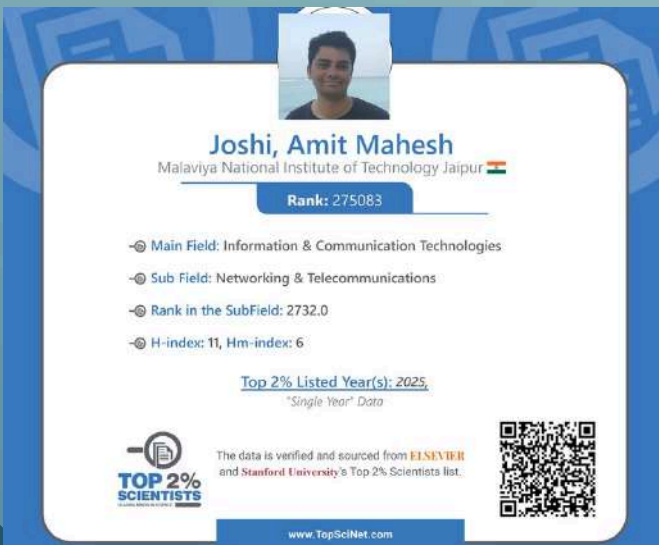 Joshi, Amit Mahesh
Malaviya National Institute of Technology Jaipur
Rank: 275083
Main Field: Information & Communication Technologies
Sub Field: Networking & Telecommunications
Rank in the SubField: 2732.0
H-index: 11, Hm-index: 6
Top 2% Listed Year(s): 2025,
"Single Year" Data
The data is verified and sourced from ELSEVIER
and Stanford University's Top 2% Scientists list.
TOP 2%
SCIENTISTS
www.TopSciNet.com